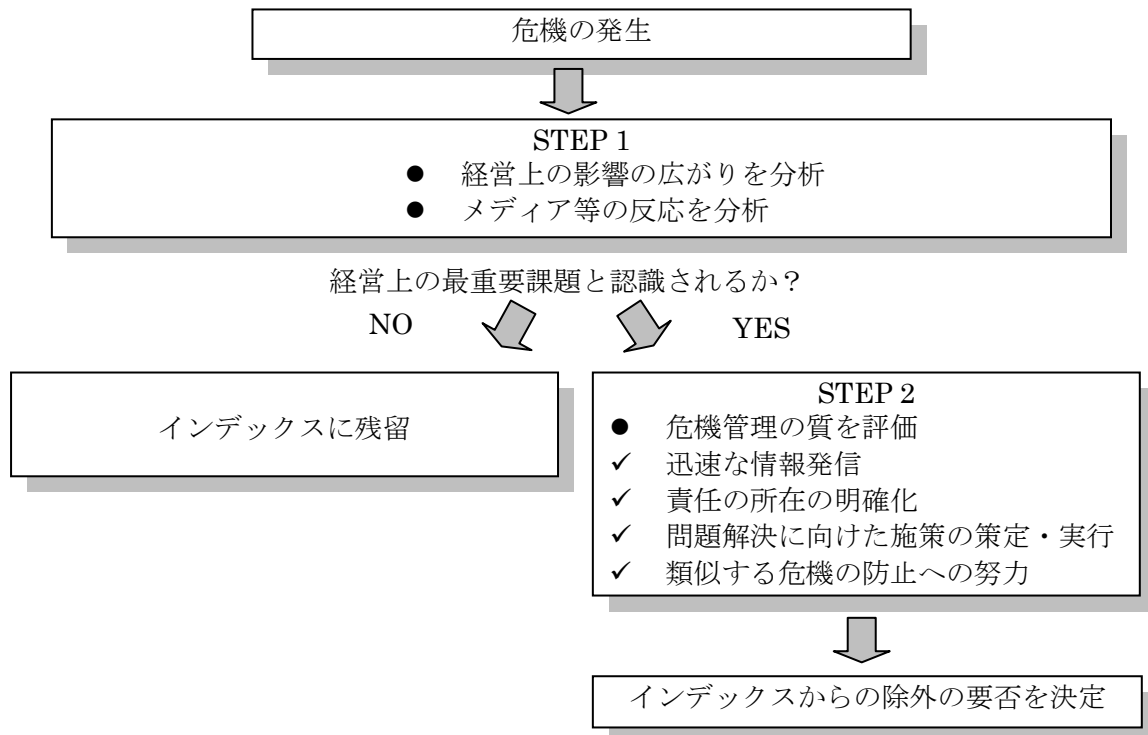 危機の発生
STEP 1
● 経営上の影響の広がりを分析
● メディア等の反応を分析
経営上の最重要課題と認識されるか？
NO
YES
インデックスに残留
STEP 2
● 危機管理の質を評価
✓ 迅速な情報発信
✓ 責任の所在の明確化
✓ 問題解決に向けた施策の策定・実行
✓ 類似する危機の防止への努力
インデックスからの除外の要否を決定